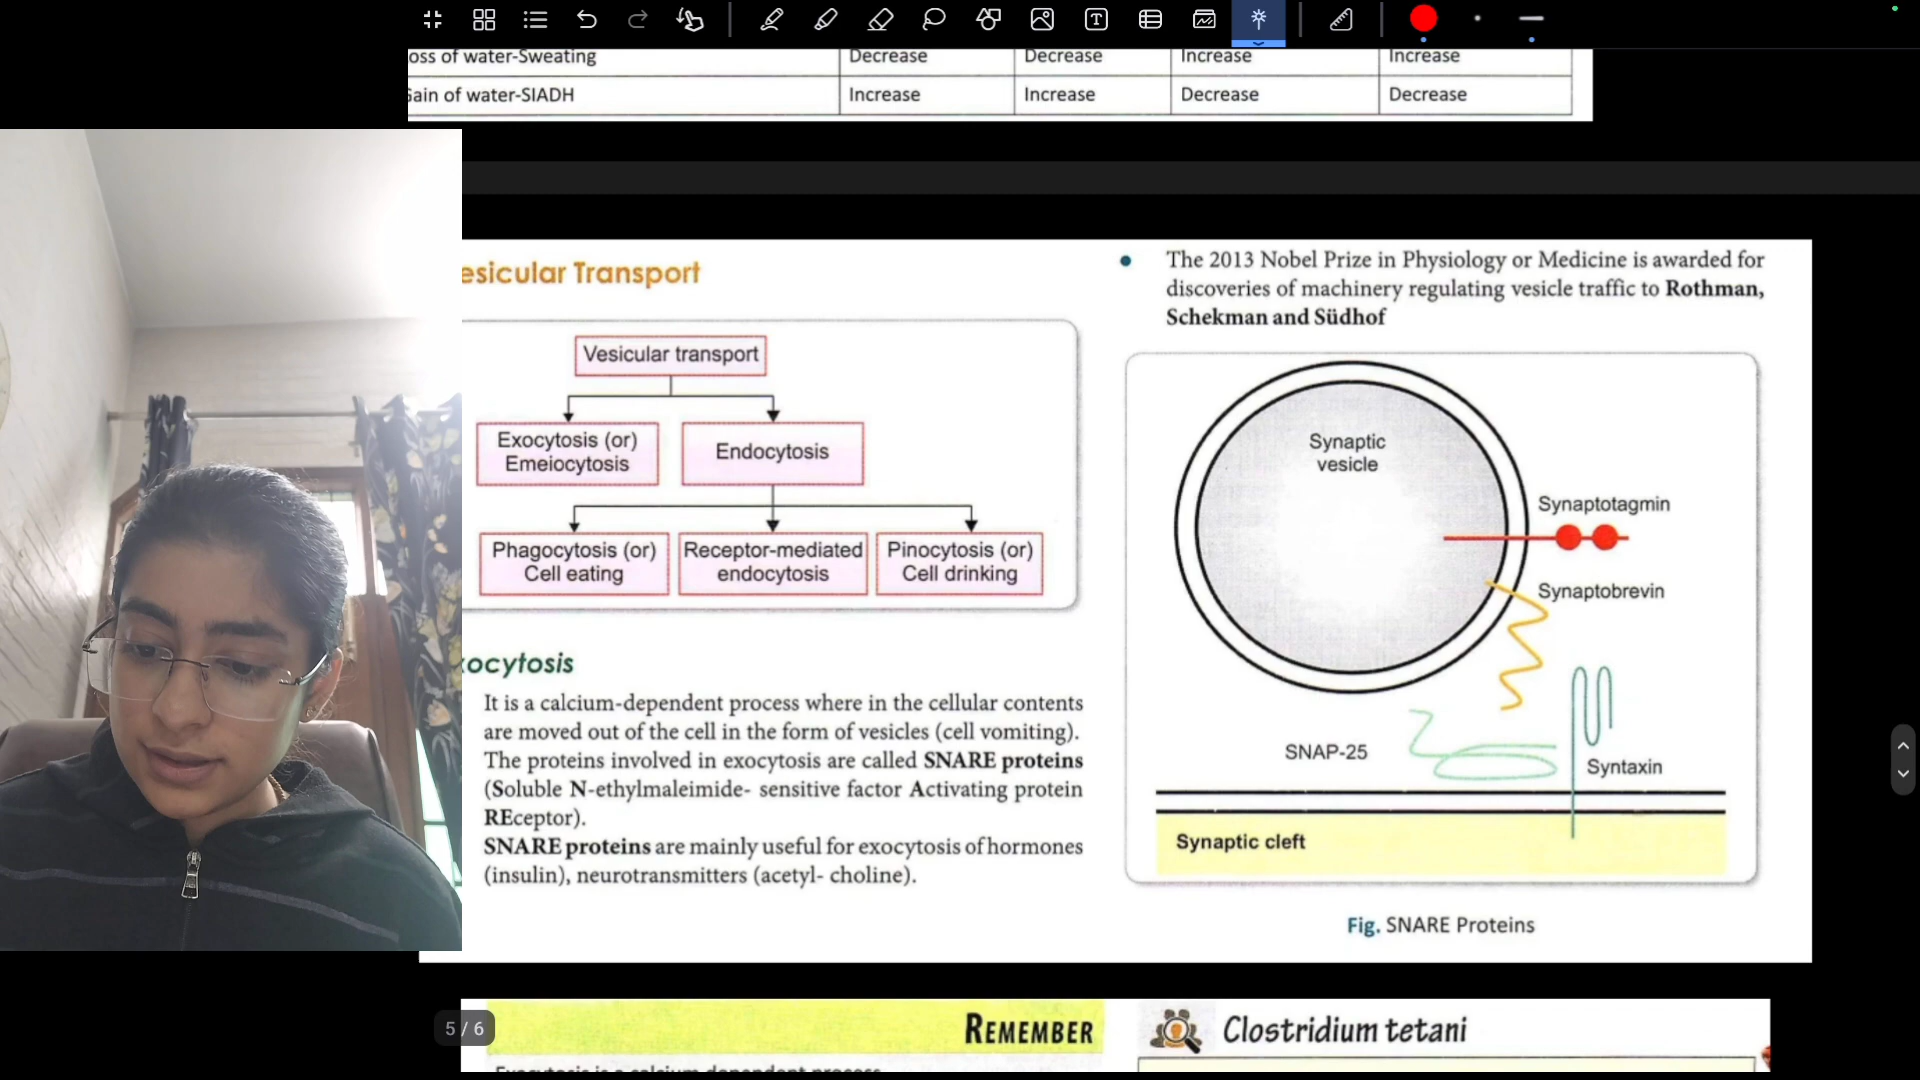 oss of water-Sweating Decrease Decrease Increase Increase
Gain of water-SIADH Increase Increase Decrease Decrease
esicular Transport
Vesicular transport
Exocytosis (or)
Emeiocytosis
Endocytosis
Phagocytosis (or)
Cell eating
Receptor-mediated
endocytosis
Pinocytosis (or)
Cell drinking
ocytosis
It is a calcium-dependent process where in the cellular contents
are moved out of the cell in the form of vesicles (cell vomiting).
The proteins involved in exocytosis are called SNARE proteins
(Soluble N-ethylmaleimide- sensitive factor Activating protein
REceptor).
SNARE proteins are mainly useful for exocytosis of hormones
(insulin), neurotransmitters (acetyl- choline).
• The 2013 Nobel Prize in Physiology or Medicine is awarded for
discoveries of machinery regulating vesicle traffic to Rothman,
Schekman and Südhof
Synaptic
vesicle
Synaptotagmin
Synaptobrevin
SNAP-25
Syntaxin
Synaptic cleft
Fig. SNARE Proteins
5 / 6
REMEMBER
Exocytosis is a calcium dependent process
Clostridium tetani